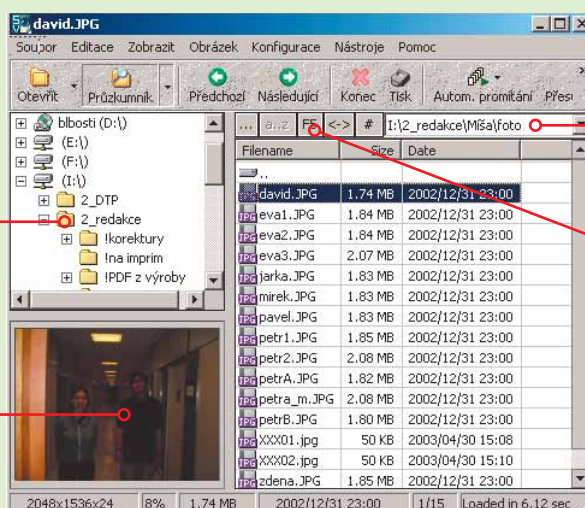 david.JPG
Soubor Editace Zobrazit Obrázek Konfigurace Nástroje Pomoc
Otevřít Průzkumník Předchozí Následující Konec Tisk Autom. promítání
blbosti (D:\)
(E:\)
(F:\)
(I:\)
2_DTP
2_redakce
!korektury
!na imprim
!PDF z výroby
... a..z FF <-> # I:\2_redakce\Míša\foto
Filename Size Date
..
david.JPG 1.74 MB 2002/12/31 23:00
eva1.JPG 1.84 MB 2002/12/31 23:00
eva2.JPG 1.84 MB 2002/12/31 23:00
eva3.JPG 2.07 MB 2002/12/31 23:00
jarka.JPG 1.83 MB 2002/12/31 23:00
mirek.JPG 1.83 MB 2002/12/31 23:00
pavel.JPG 1.83 MB 2002/12/31 23:00
petr1.JPG 1.85 MB 2002/12/31 23:00
petr2.JPG 2.08 MB 2002/12/31 23:00
petrA.JPG 1.82 MB 2002/12/31 23:00
petra_m.JPG 2.08 MB 2002/12/31 23:00
petrB.JPG 1.80 MB 2002/12/31 23:00
XXX01.jpg 50 KB 2003/04/30 15:08
XXX02.jpg 50 KB 2003/04/30 15:10
zdena.JPG 1.85 MB 2002/12/31 23:00
2048x1536x24 8% 1.74 MB 2002/12/31 23:00 1/15 Loaded in 6.12 sec